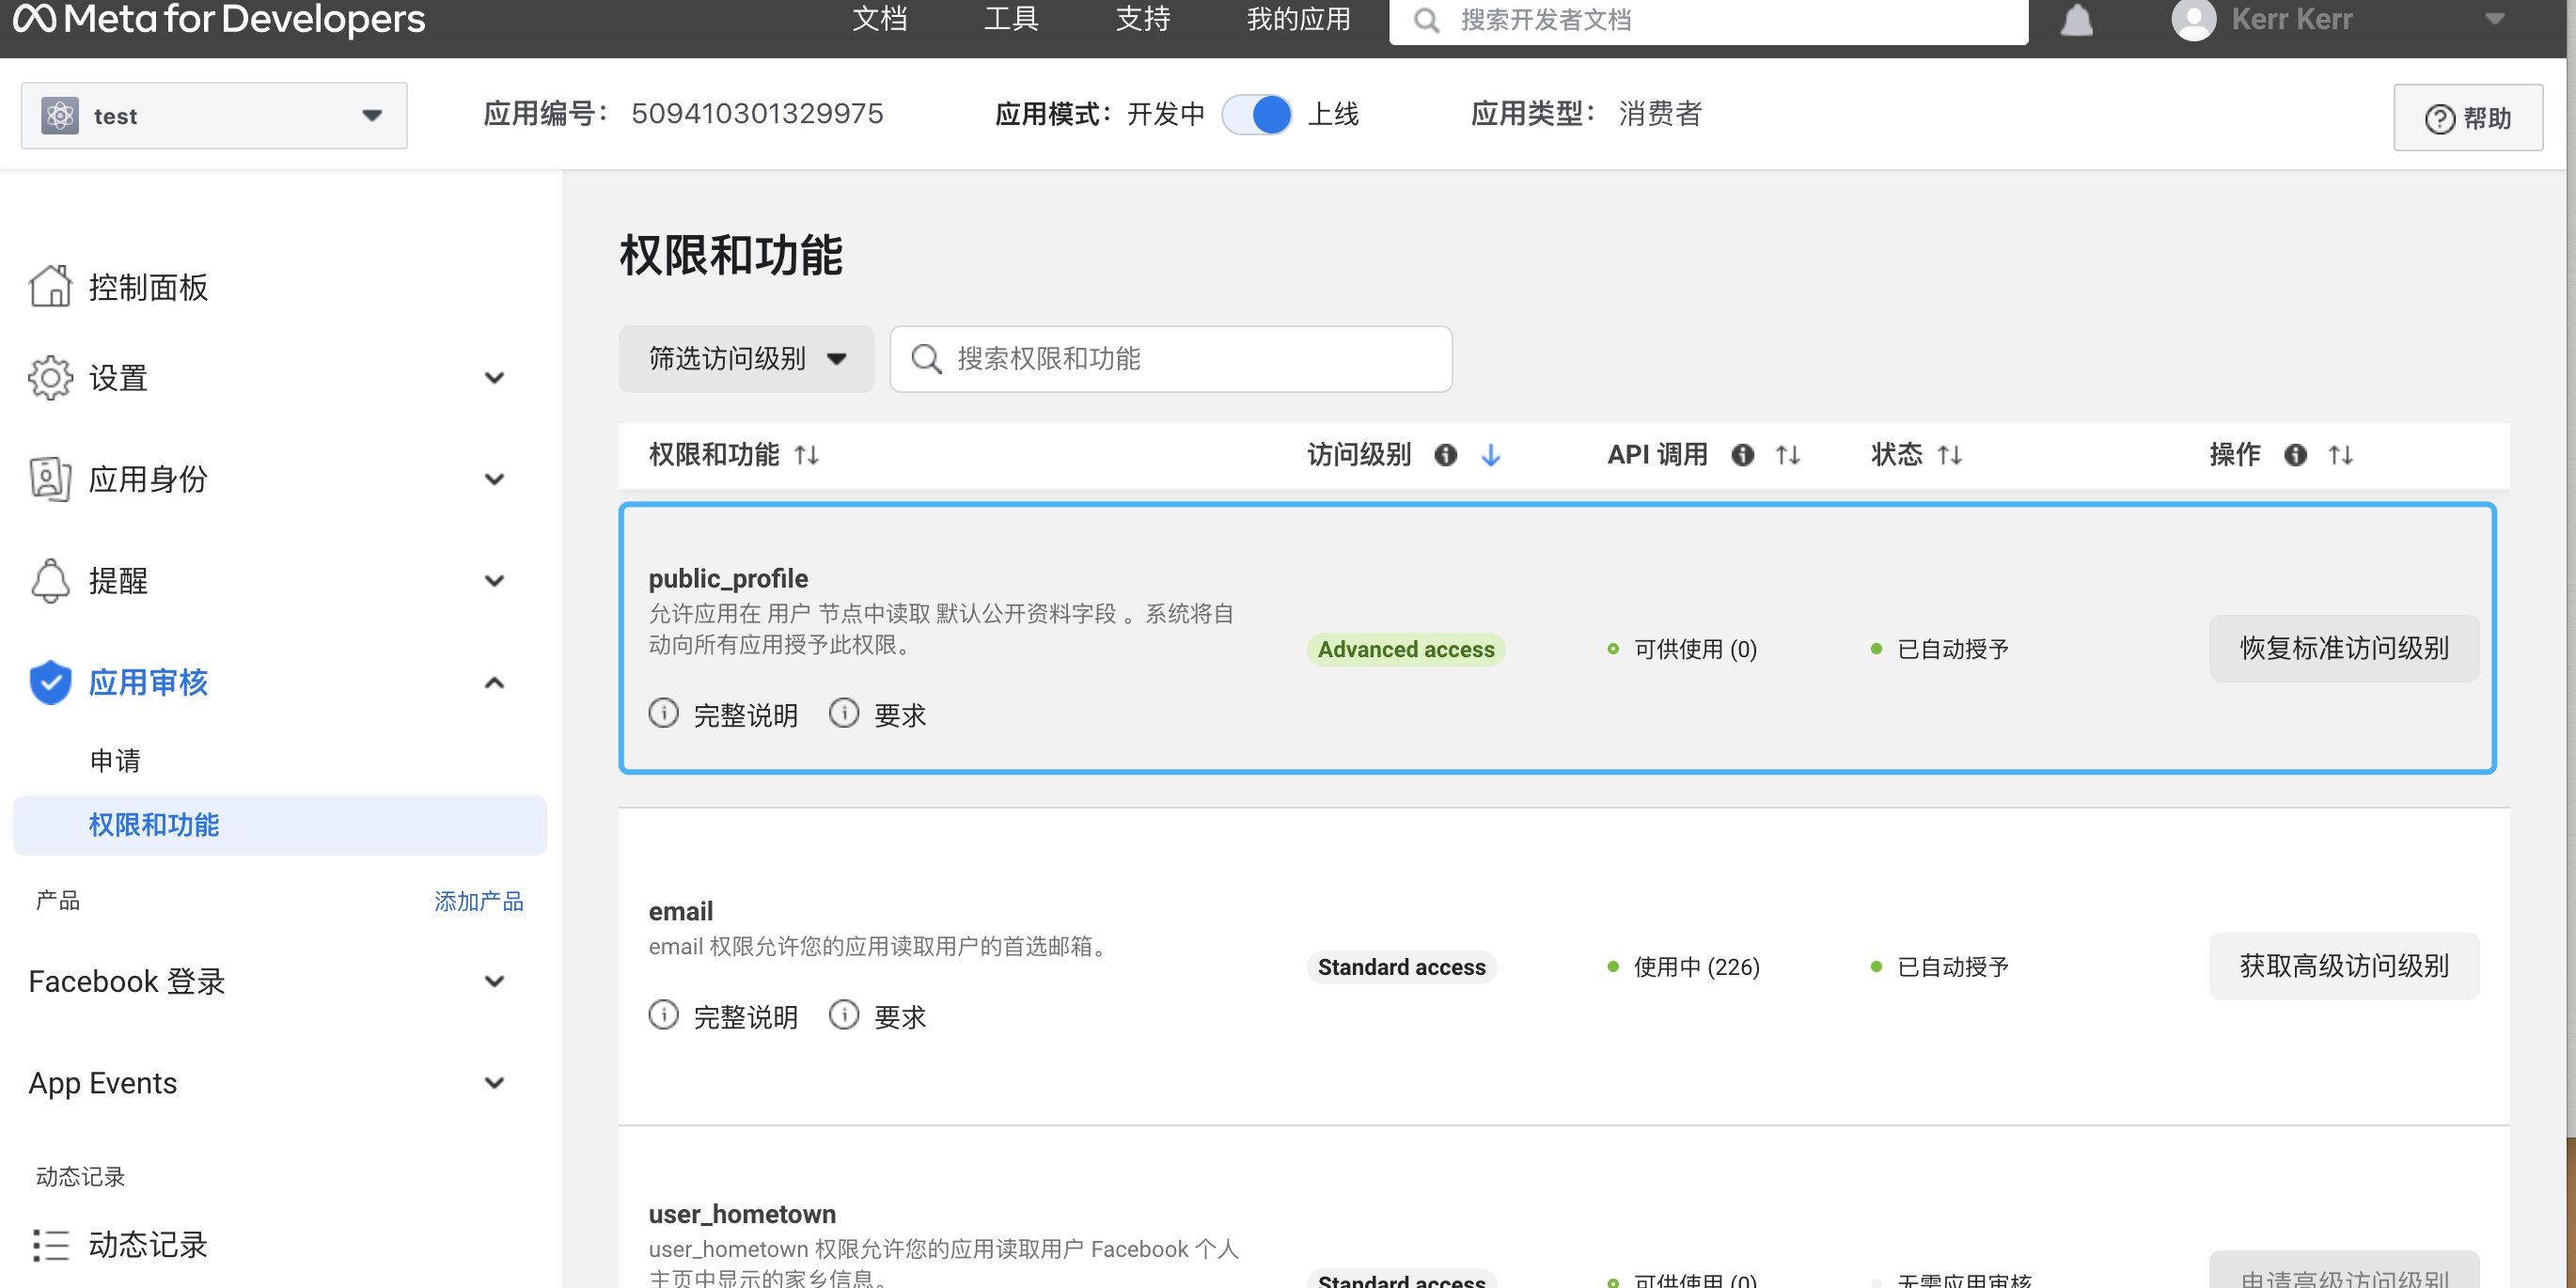 Meta for Developers 文档 工具 支持 我的应用 搜索开发者文档 Kerr Kerr
test 应用编号： 509410301329975 应用模式： 开发中 上线 应用类型： 消费者 帮助
控制面板
设置
应用身份
提醒
应用审核
申请
权限和功能
产品 添加产品
Facebook 登录
App Events
动态记录
动态记录
权限和功能
筛选访问级别 搜索权限和功能
权限和功能 访问级别 API 调用 状态 操作
public_profile
允许应用在 用户 节点中读取 默认公开资料字段 。系统将自
动向所有应用授予此权限。
Advanced access 可供使用 (0) 已自动授予 恢复标准访问级别
完整说明 要求
email
email 权限允许您的应用读取用户的首选邮箱。
Standard access 使用中 (226) 已自动授予 获取高级访问级别
完整说明 要求
user_hometown
user_hometown 权限允许您的应用读取用户 Facebook 个人
主页中显示的家乡信息。
Standard access 可供使用 (0) 无需应用审核 申请高级访问级别